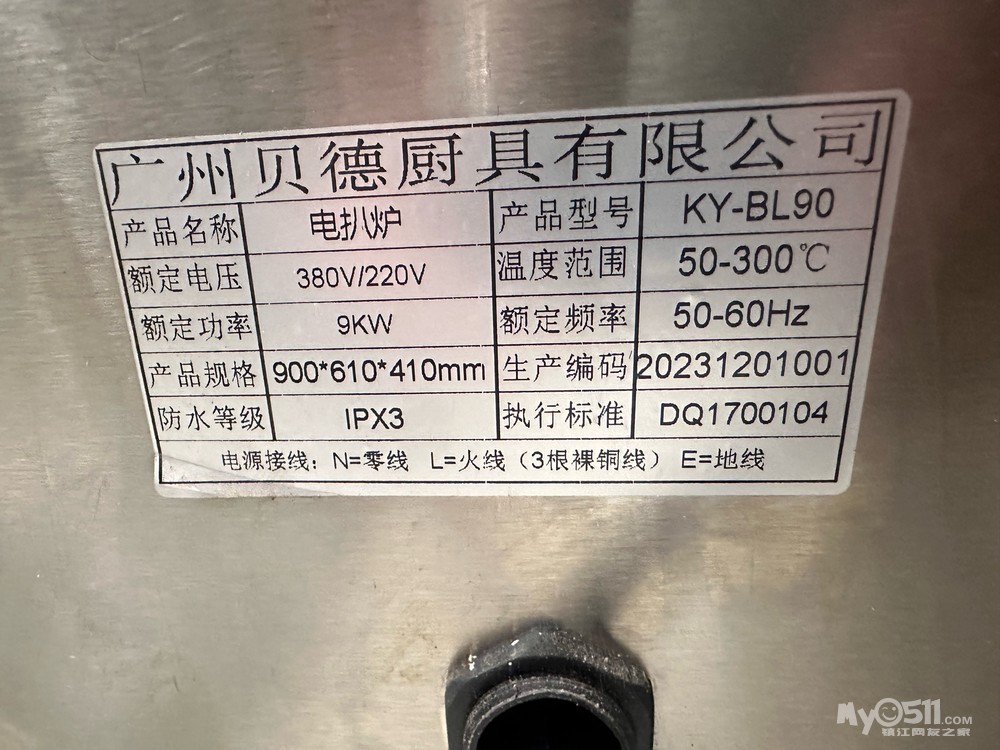 广州贝德厨具有限公司
产品名称 电扒炉 产品型号 KY-BL90
额定电压 380V/220V 温度范围 50-300℃
额定功率 9KW 额定频率 50-60Hz
产品规格 900*610*410mm 生产编码 20231201001
防水等级 IPX3 执行标准 DQ1700104
电源接线：N=零线 L=火线（3根裸铜线） E=地线
My0511.COM
镇江网友之家